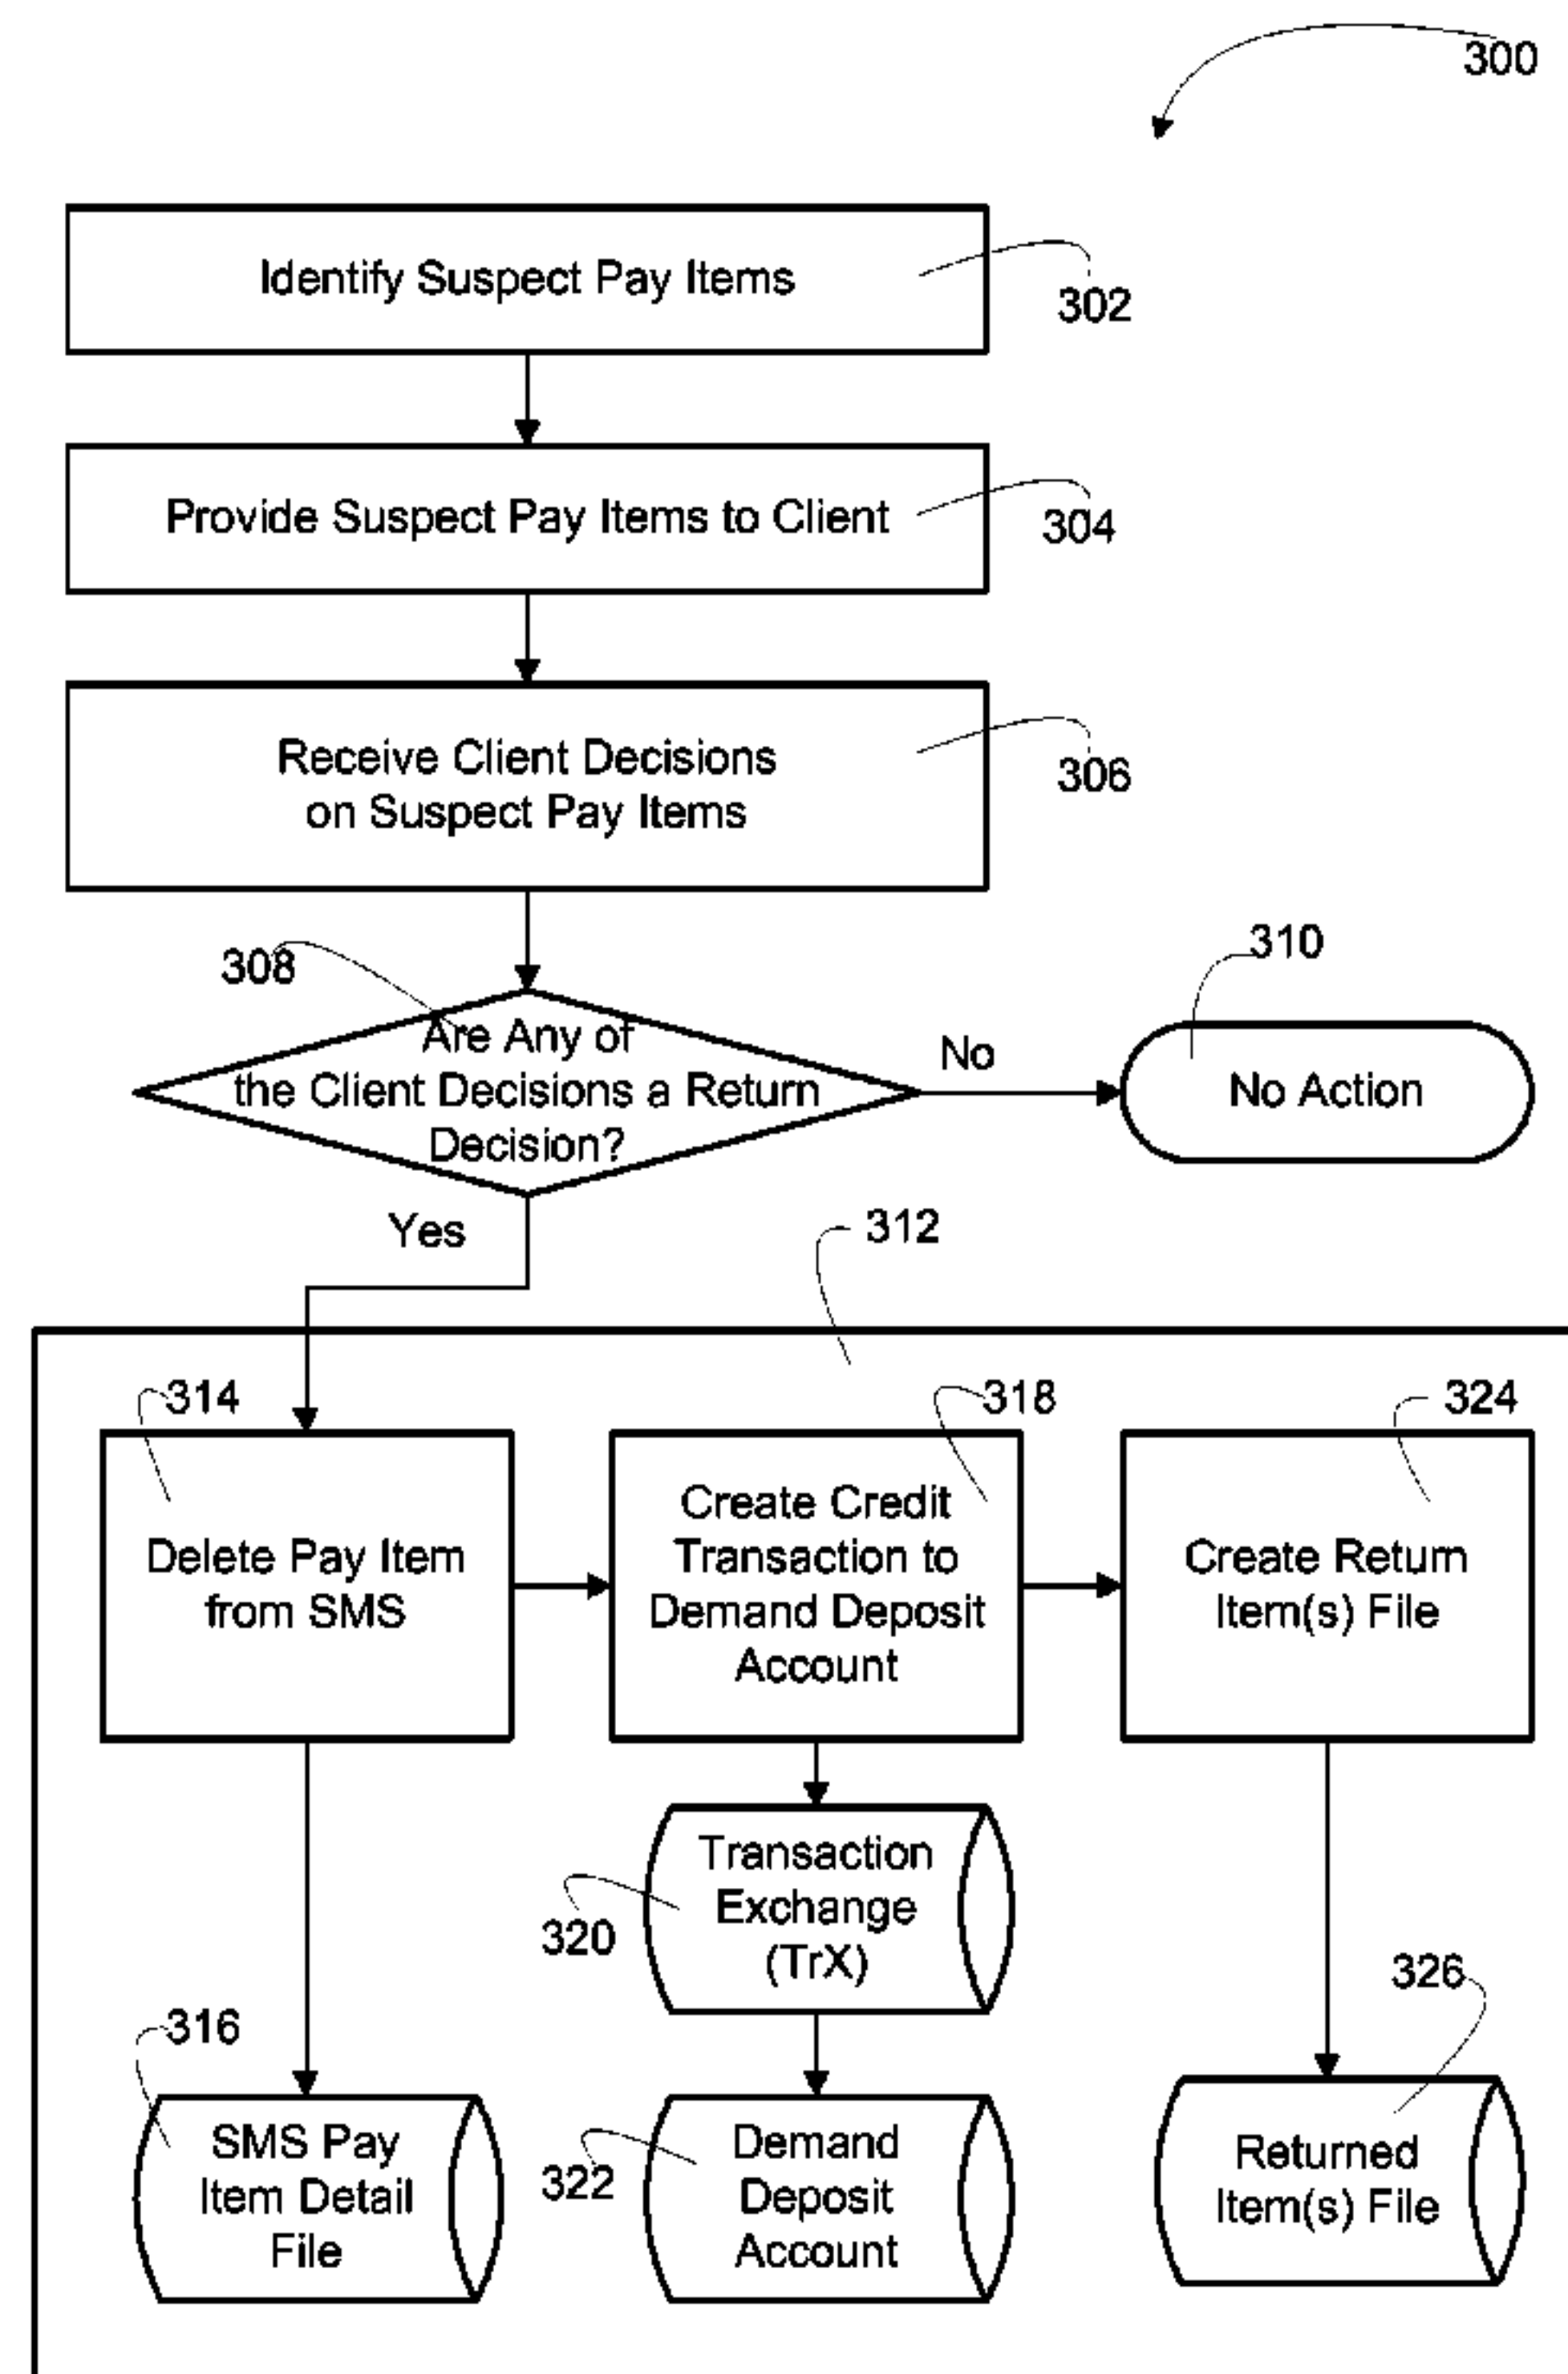 300
Identify Suspect Pay Items
302
Provide Suspect Pay Items to Client
304
Receive Client Decisions
on Suspect Pay Items
306
308
Are Any of
the Client Decisions a Return
Decision?
No
310
No Action
Yes
312
314
Delete Pay Item
from SMS
318
Create Credit
Transaction to
Demand Deposit
Account
324
Create Return
Item(s) File
Transaction
Exchange
(TrX)
320
316
SMS Pay
Item Detail
File
322
Demand
Deposit
Account
326
Returned
Item(s) File